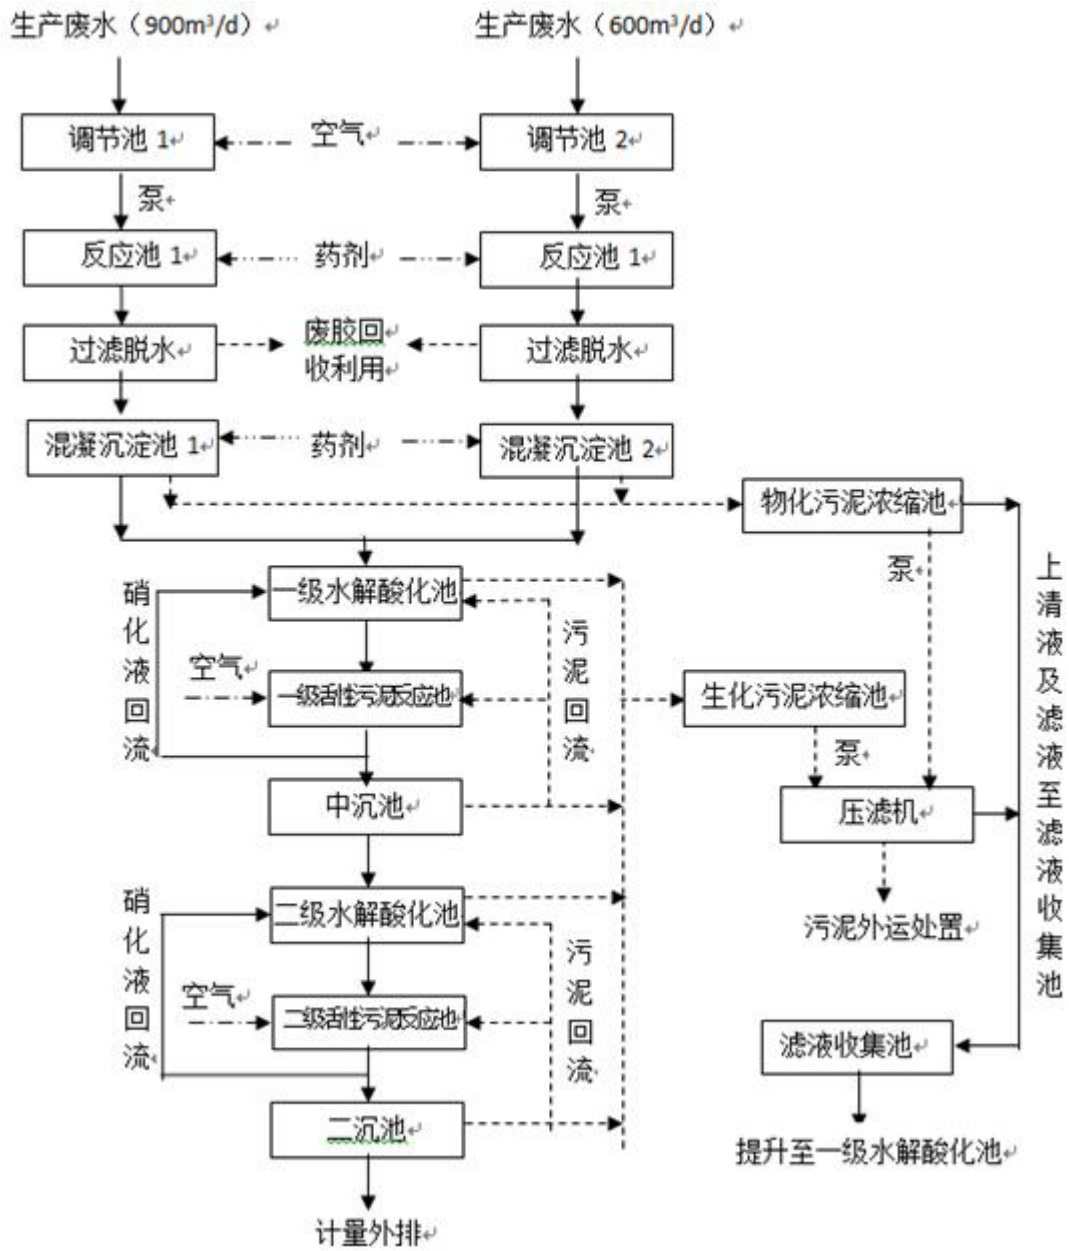 生产废水（900m³/d）
生产废水（600m³/d）
调节池 1
空气
调节池 2
泵
泵
反应池 1
药剂
反应池 1
过滤脱水
废胶回
收利用
过滤脱水
混凝沉淀池 1
药剂
混凝沉淀池 2
物化污泥浓缩池
泵
上清液及滤液至滤液收集池
一级水解酸化池
硝化液回流
污泥回流
空气
一级活性污泥反应池
生化污泥浓缩池
泵
中沉池
压滤机
二级水解酸化池
硝化液回流
污泥回流
污泥外运处置
空气
二级活性污泥反应池
滤液收集池
二沉池
提升至一级水解酸化池
计量外排